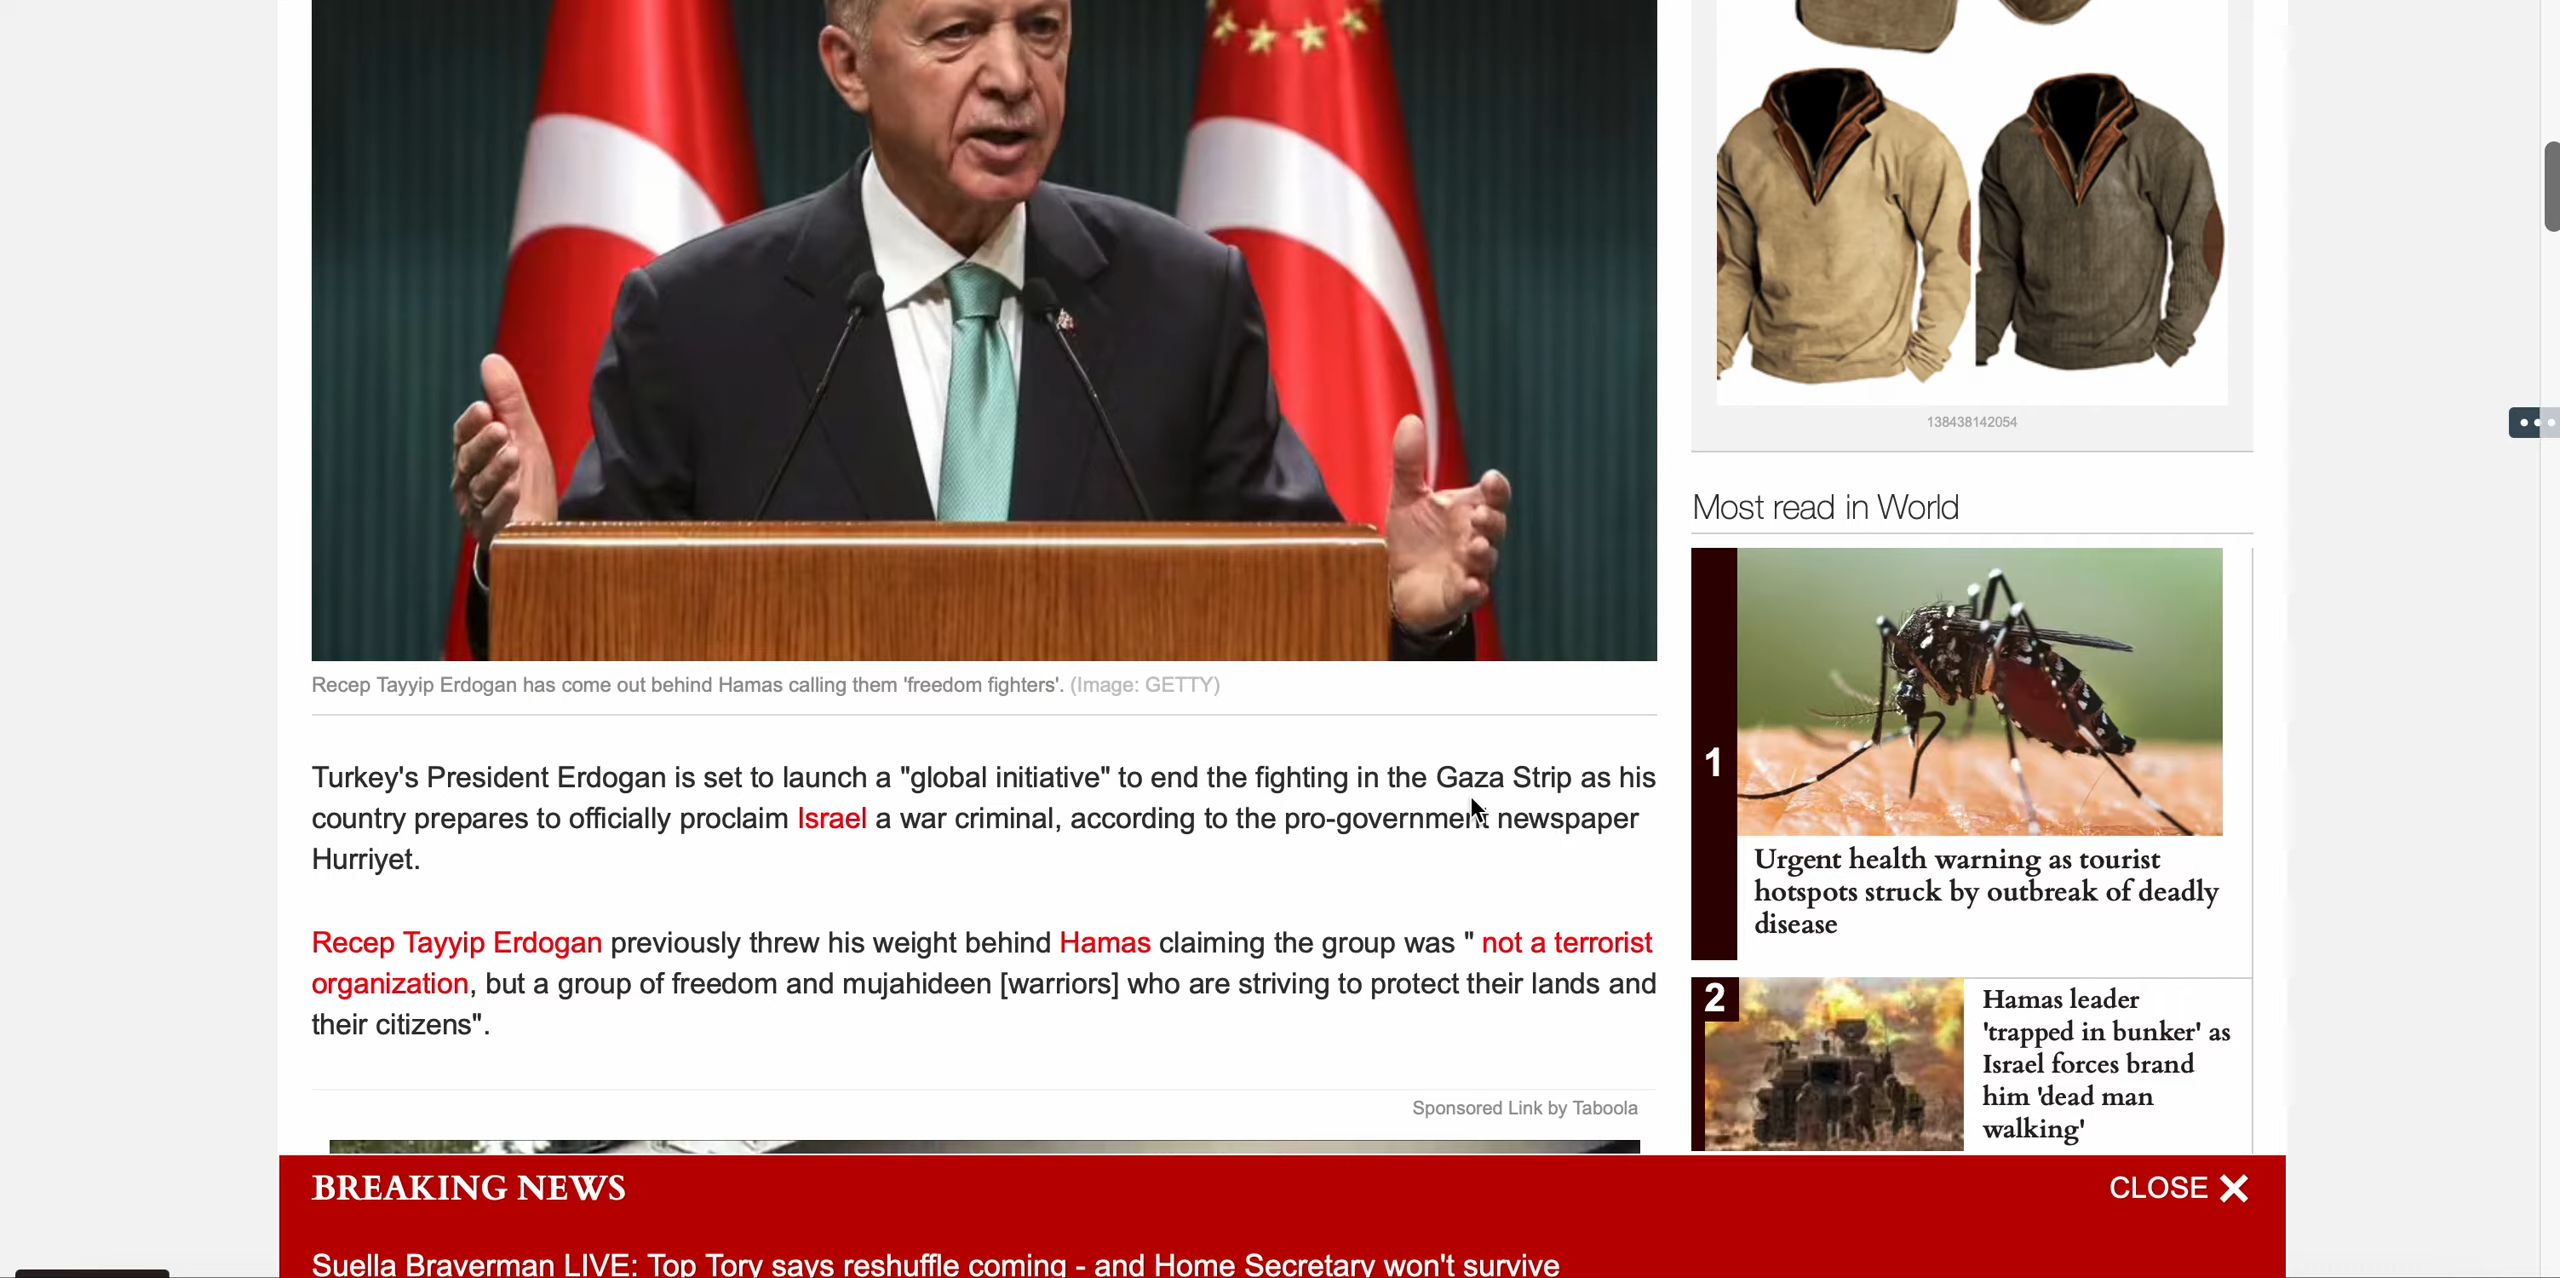 138438142054
Most read in World
Recep Tayyip Erdogan has come out behind Hamas calling them 'freedom fighters'. (Image: GETTY)
Turkey's President Erdogan is set to launch a "global initiative" to end the fighting in the Gaza Strip as his
country prepares to officially proclaim Israel a war criminal, according to the pro-government newspaper
Hurriyet.
Recep Tayyip Erdogan previously threw his weight behind Hamas claiming the group was " not a terrorist
organization, but a group of freedom and mujahideen [warriors] who are striving to protect their lands and
their citizens".
Sponsored Link by Taboola
1
Urgent health warning as tourist
hotspots struck by outbreak of deadly
disease
2
Hamas leader
'trapped in bunker' as
Israel forces brand
him 'dead man
walking'
BREAKING NEWS
CLOSE
Suella Braverman LIVE: Top Tory says reshuffle coming - and Home Secretary won't survive